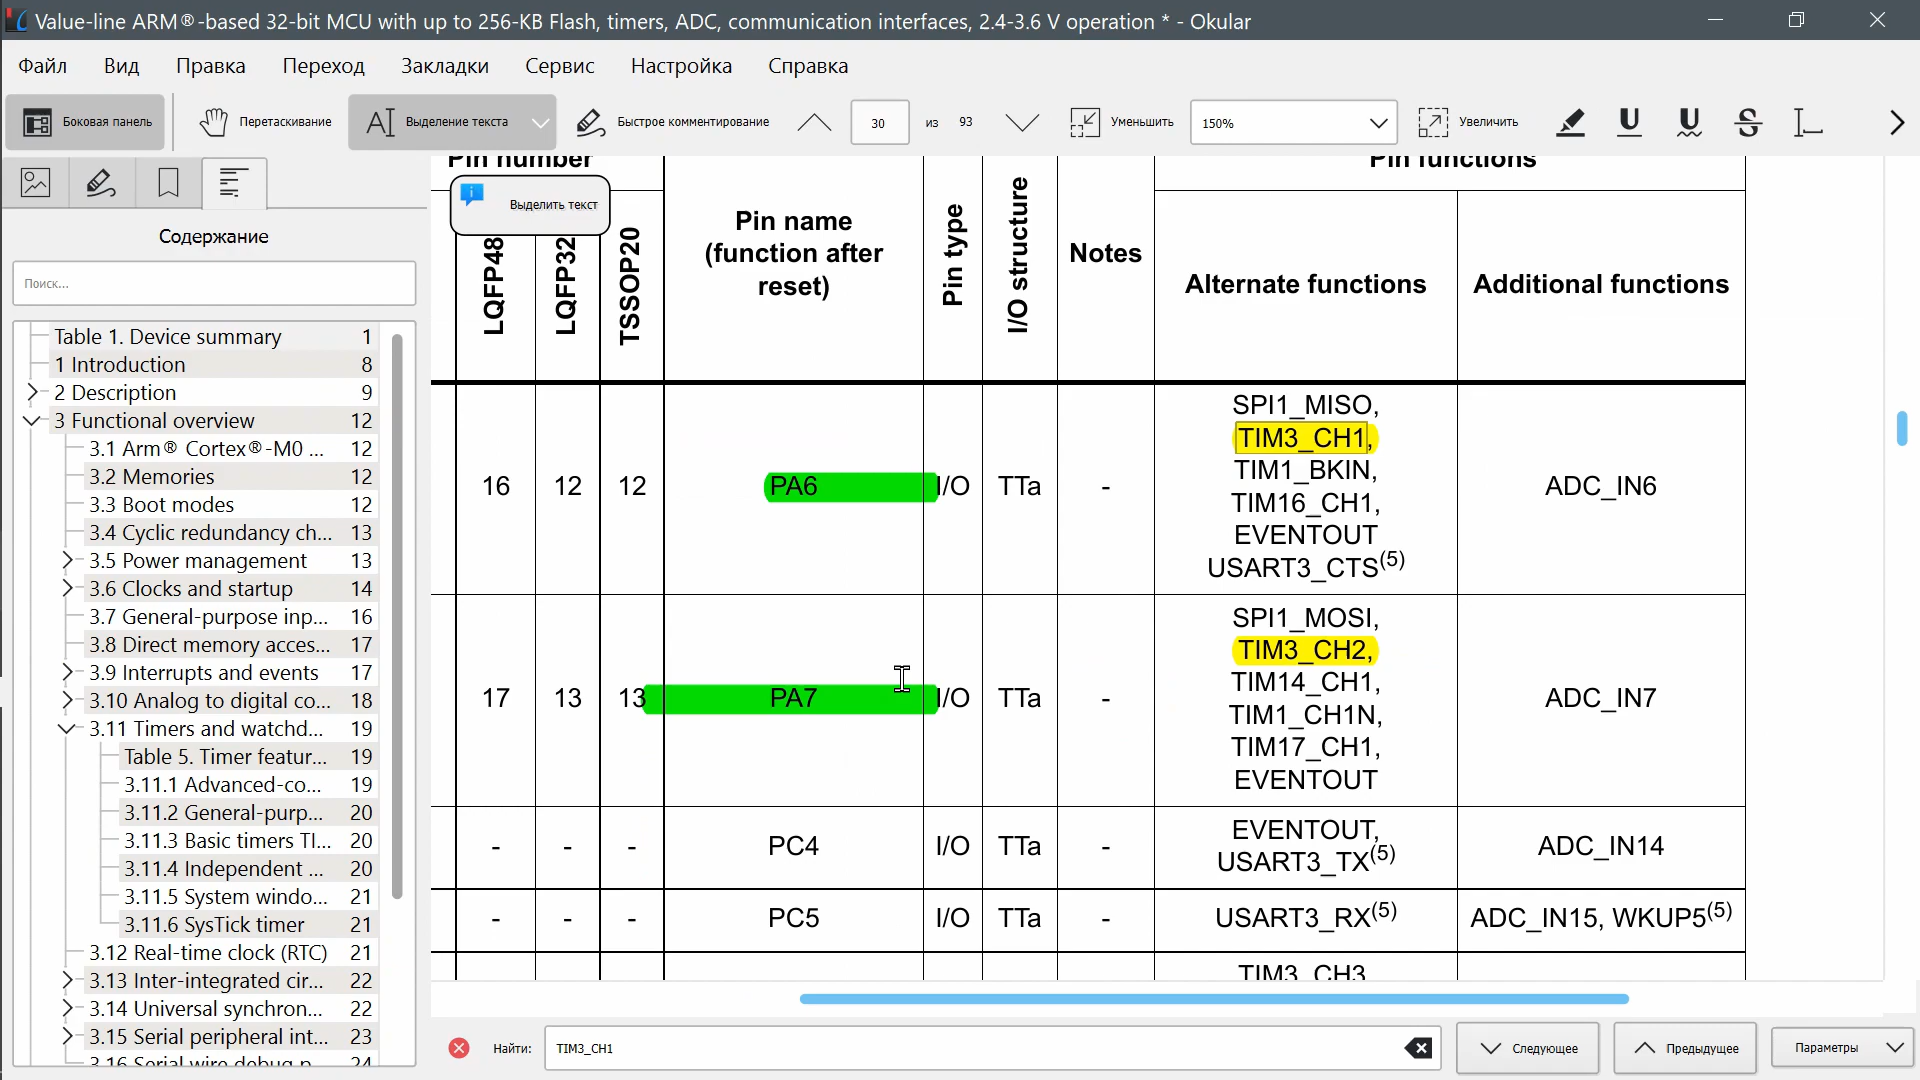 Value-line ARM®-based 32-bit MCU with up to 256-KB Flash, timers, ADC, communication interfaces, 2.4-3.6 V operation * - Okular
Файл Вид Правка Переход Закладки Сервис Настройка Справка
Боковая панель Перетаскивание Выделение текста Быстрое комментирование 30 из 93 Уменьшить 150% Увеличить
Содержание
Поиск...
Table 1. Device summary 1
1 Introduction 8
2 Description 9
3 Functional overview 12
3.1 Arm® Cortex®-M0 ... 12
3.2 Memories 12
3.3 Boot modes 12
3.4 Cyclic redundancy ch... 13
3.5 Power management 13
3.6 Clocks and startup 14
3.7 General-purpose inp... 16
3.8 Direct memory acces... 17
3.9 Interrupts and events 17
3.10 Analog to digital co... 18
3.11 Timers and watchd... 19
Table 5. Timer featur... 19
3.11.1 Advanced-co... 19
3.11.2 General-purp... 20
3.11.3 Basic timers TI... 20
3.11.4 Independent ... 20
3.11.5 System windo... 21
3.11.6 SysTick timer 21
3.12 Real-time clock (RTC) 21
3.13 Inter-integrated cir... 22
3.14 Universal synchron... 22
3.15 Serial peripheral int... 23
3.16 Serial wire debug p... 24
Pin number
Выделить текст
LQFP48
LQFP32
TSSOP20
Pin name
(function after
reset)
Pin type
I/O structure
Notes
Pin functions
Alternate functions
Additional functions
16 12 12 PA6 I/O TTa -
SPI1_MISO,
TIM3_CH1,
TIM1_BKIN,
TIM16_CH1,
EVENTOUT
USART3_CTS(5)
ADC_IN6
17 13 13 PA7 I/O TTa -
SPI1_MOSI,
TIM3_CH2,
TIM14_CH1,
TIM1_CH1N,
TIM17_CH1,
EVENTOUT
ADC_IN7
- - - PC4 I/O TTa -
EVENTOUT,
USART3_TX(5)
ADC_IN14
- - - PC5 I/O TTa - USART3_RX(5) ADC_IN15, WKUP5(5)
TIM3_CH3
Найти: TIM3_CH1 Следующее Предыдущее Параметры